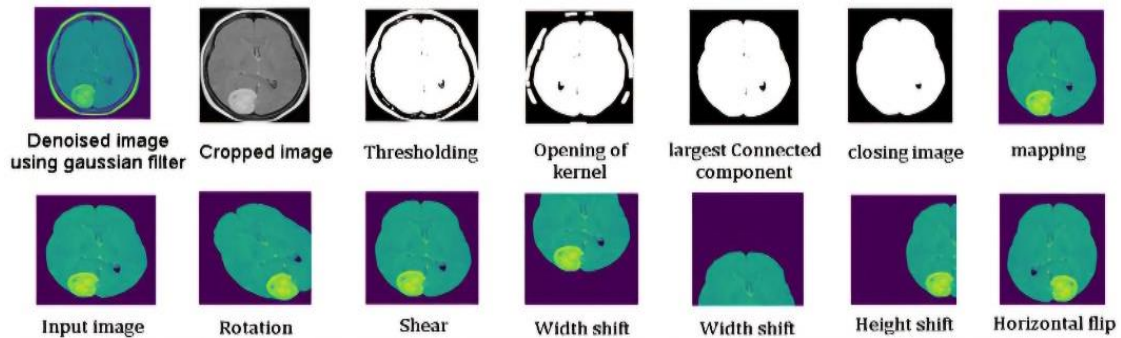 Denoised image
using gaussian filter
Cropped image
Thresholding
Opening of
kernel
largest Connected
component
closing image
mapping
Input image
Rotation
Shear
Width shift
Width shift
Height shift
Horizontal flip